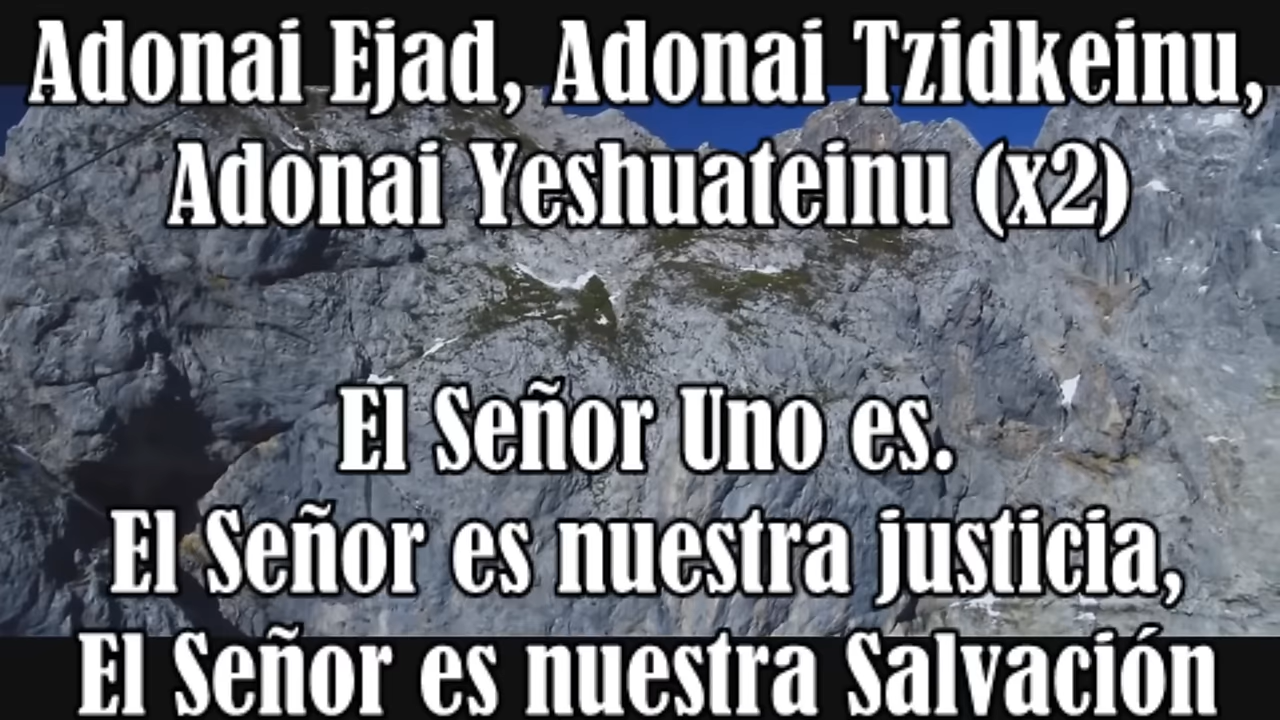 Adonai Ejad, Adonai Tzidkeinu,
Adonai Yeshuateinu (x2)
El Señor Uno es.
El Señor es nuestra justicia,
El Señor es nuestra Salvación